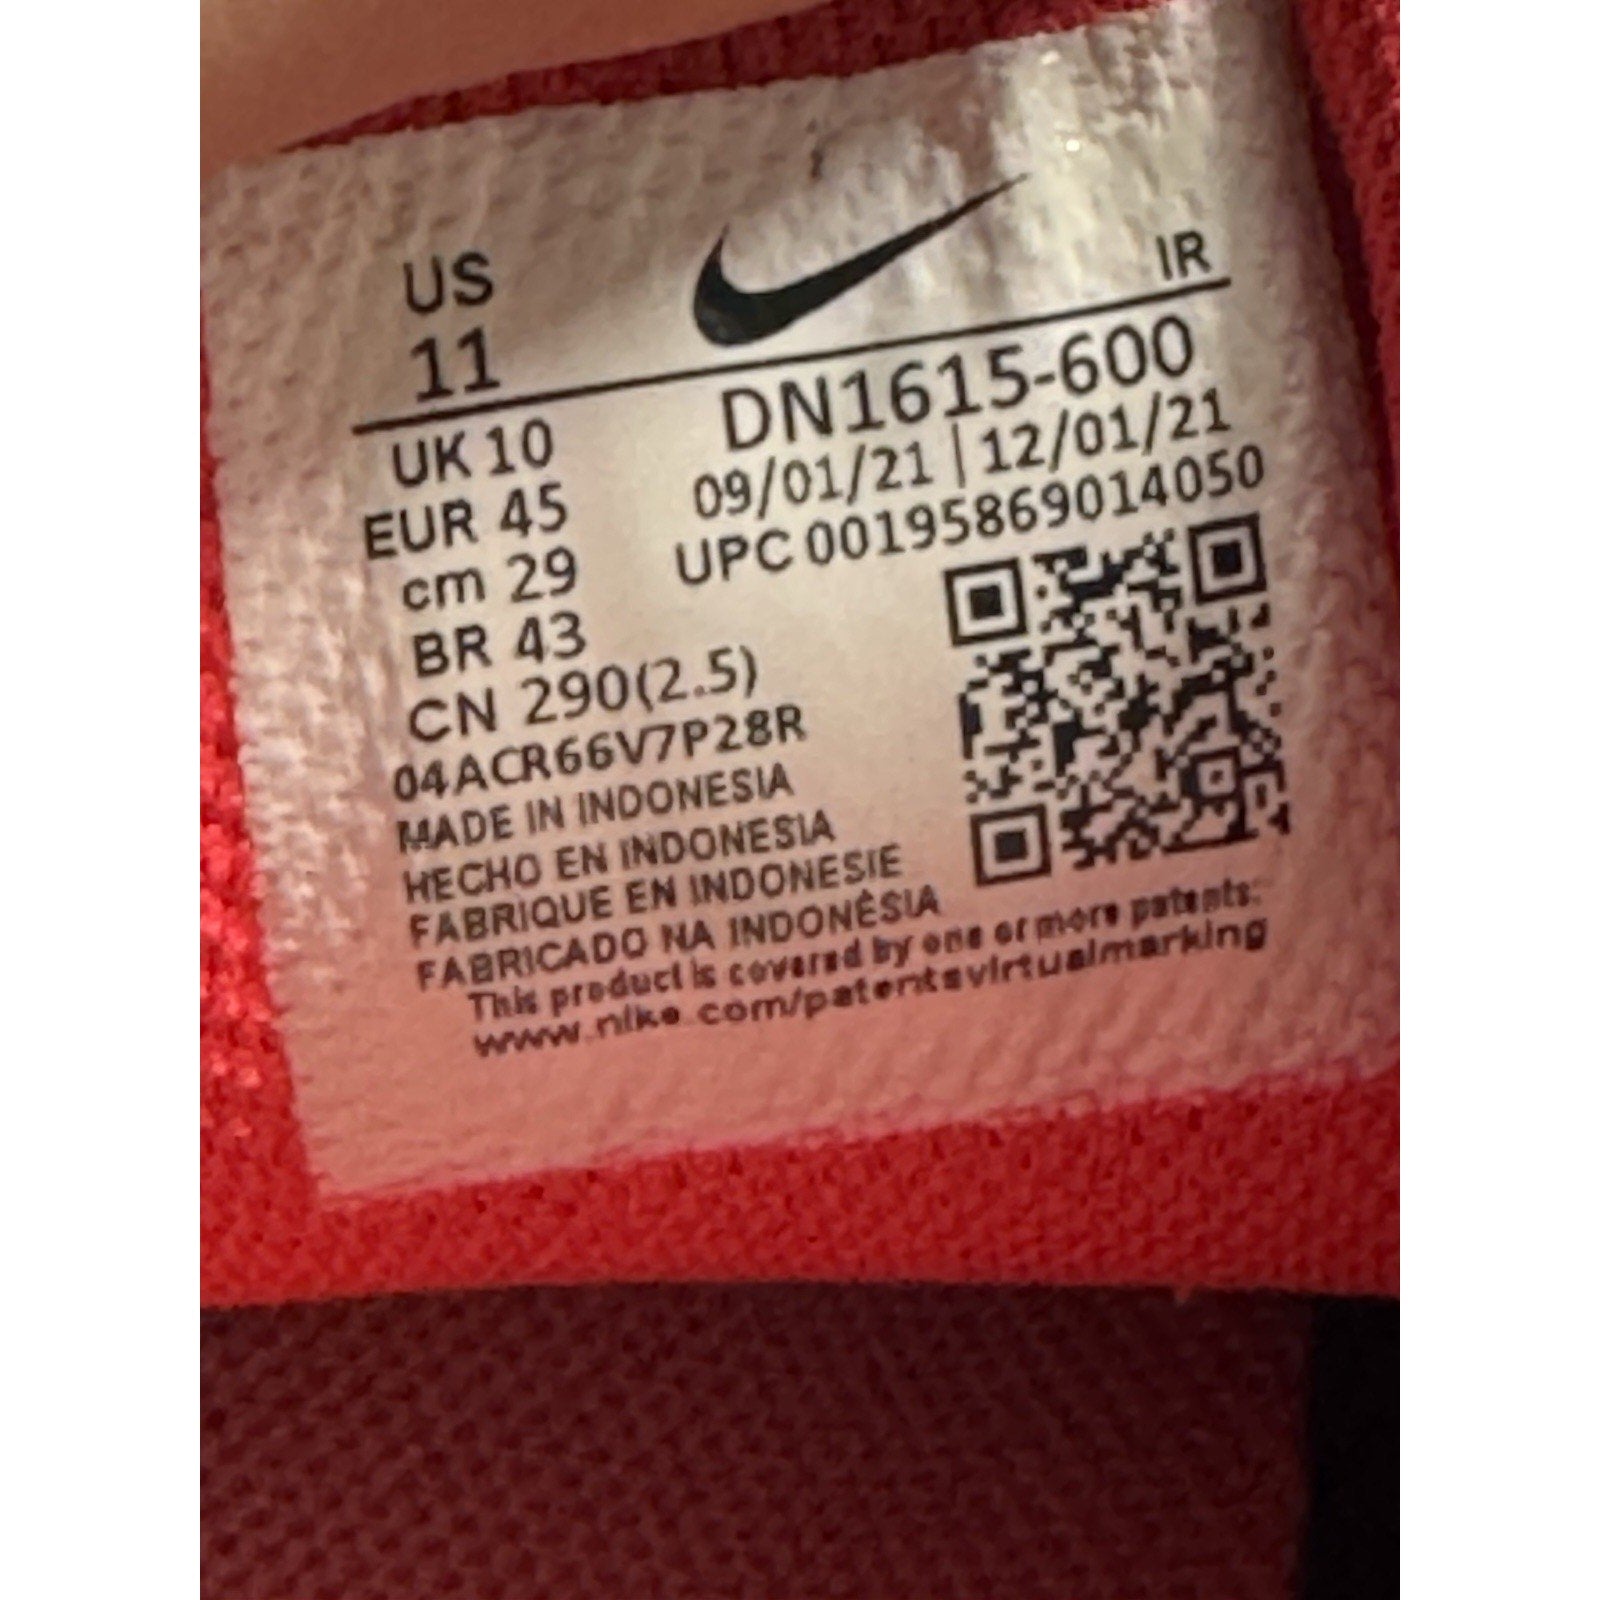 US
11
IR
UK 10
EUR 45
cm 29
BR 43
CN 290(2.5)
DN1615-600
09/01/21 | 12/01/21
UPC 00195869014050
04ACR66V7P28R
MADE IN INDONESIA
HECHO EN INDONESIA
FABRIQUE EN INDONESIE
FABRICADO NA INDONÉSIA
This product is covered by one or more patents:
www.nike.com/patentsvirtualmarking